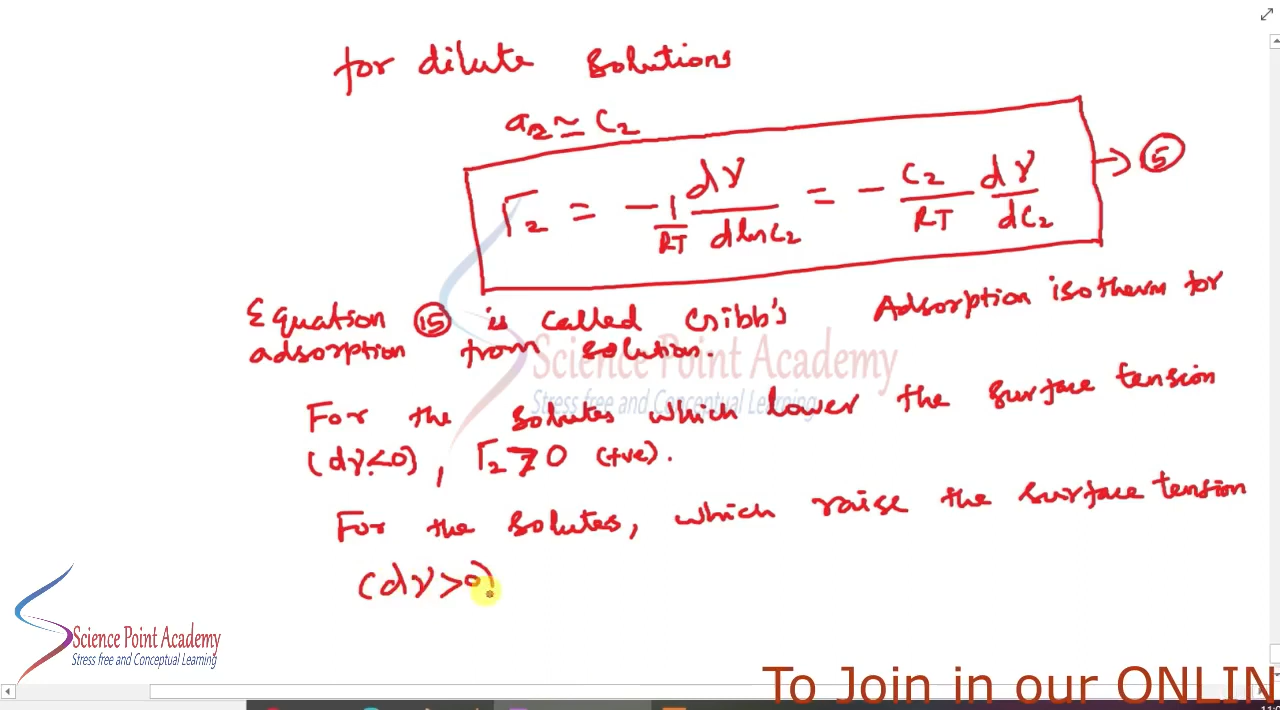 for dilute solutions
a₂ ≃ C₂
Γ₂ = -1/RT dγ/dlnC₂ = - C₂/RT dγ/dC₂ → ⑤
Equation ⑮ is called Gibb's Adsorption isotherm for
adsorption from solution.
For the solutes which lower the surface tension
(dγ<0), Γ₂ > 0 (+ve).
For the solutes, which raise the surface tension
(dγ>0)
Science Point Academy
Stress free and Conceptual Learning
Science Point Academy
Stress free and Conceptual Learning
To Join in our ONLIN